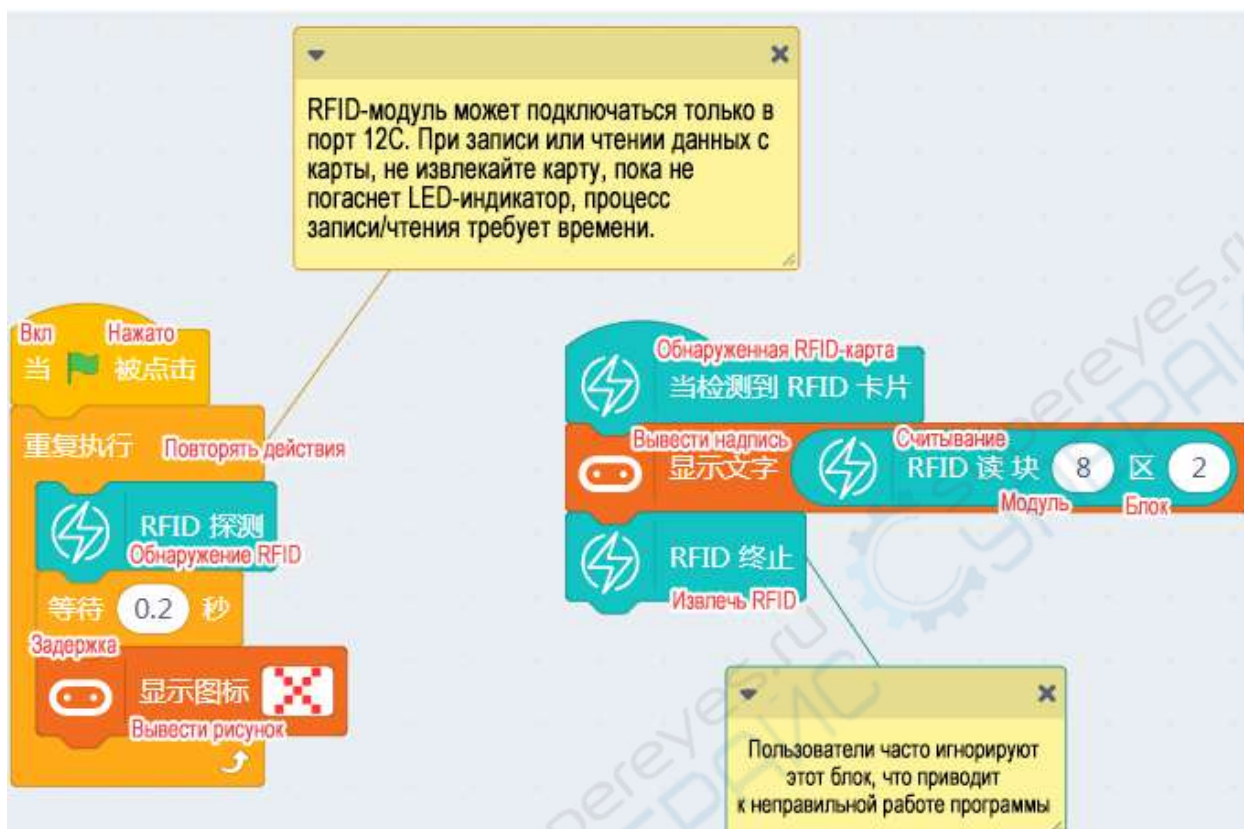 RFID-модуль может подключаться только в
порт 12С. При записи или чтении данных с
карты, не извлекайте карту, пока не
погаснет LED-индикатор, процесс
записи/чтения требует времени.
Вкл Нажато
当 被点击
重复执行 Повторять действия
RFID 探测
Обнаружение RFID
等待 0.2 秒
Задержка
显示图标
Вывести рисунок
Обнаруженная RFID-карта
当检测到 RFID 卡片
Вывести надпись Считывание
显示文字 RFID 读 块 8 区 2
Модуль Блок
RFID 终止
Извлечь RFID
Пользователи часто игнорируют
этот блок, что приводит
к неправильной работе программы
supereyes.ru
СУПЕРАЙС